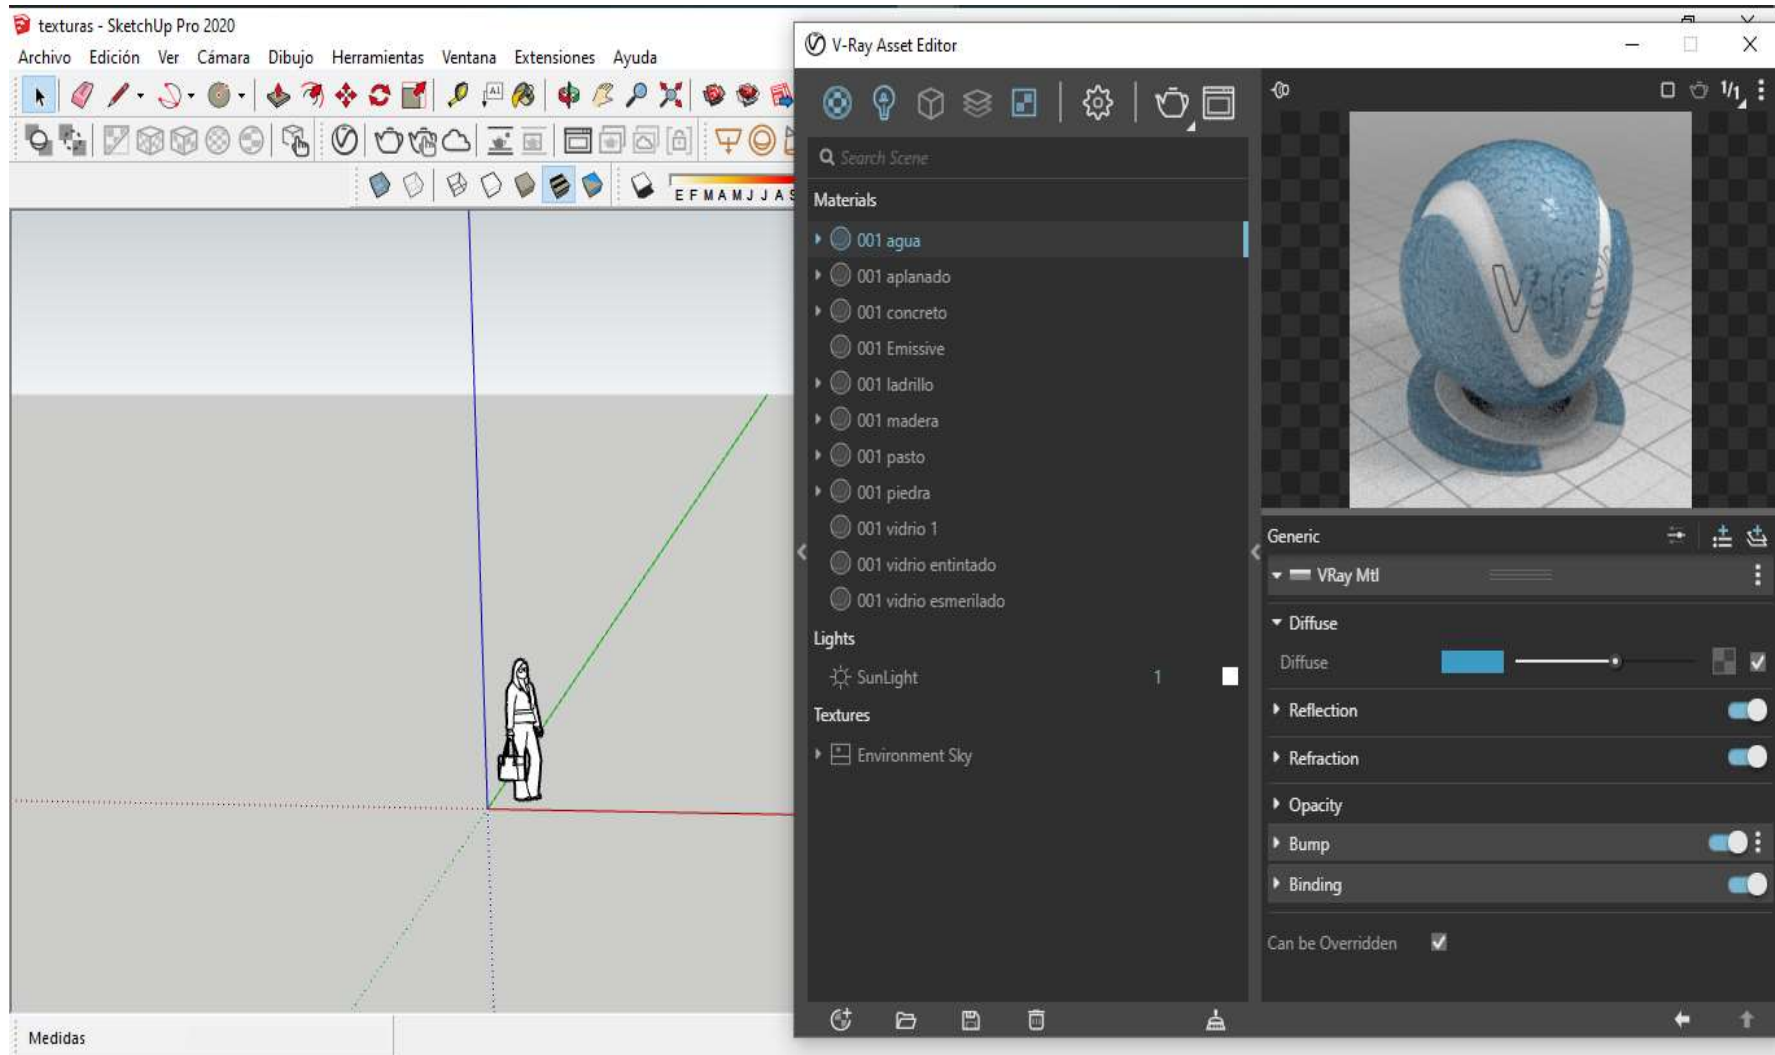 texturas - SketchUp Pro 2020
Archivo Edición Ver Cámara Dibujo Herramientas Ventana Extensiones Ayuda
A1
E F M A M J J A S
Medidas
V-Ray Asset Editor
Search Scene
Materials
001 agua
001 aplanado
001 concreto
001 Emissive
001 ladrillo
001 madera
001 pasto
001 piedra
001 vidrio 1
001 vidrio entintado
001 vidrio esmerilado
Lights
SunLight 1
Textures
Environment Sky
1/1
Generic
VRay Mtl
Diffuse
Diffuse
Reflection
Refraction
Opacity
Bump
Binding
Can be Overridden